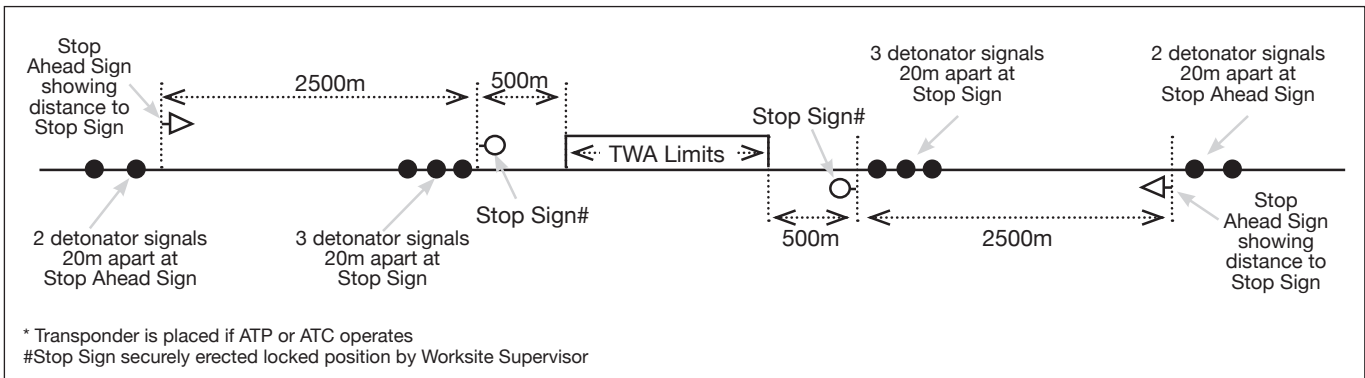 Stop
Ahead Sign
showing
distance to
Stop Sign
2500m
500m
3 detonator signals
20m apart at
Stop Sign
2 detonator signals
20m apart at
Stop Ahead Sign
Stop Sign#
TWA Limits
2 detonator signals
20m apart at
Stop Ahead Sign
3 detonator signals
20m apart at
Stop Sign
Stop Sign#
500m
2500m
Stop
Ahead Sign
showing
distance to
Stop Sign
* Transponder is placed if ATP or ATC operates
#Stop Sign securely erected locked position by Worksite Supervisor